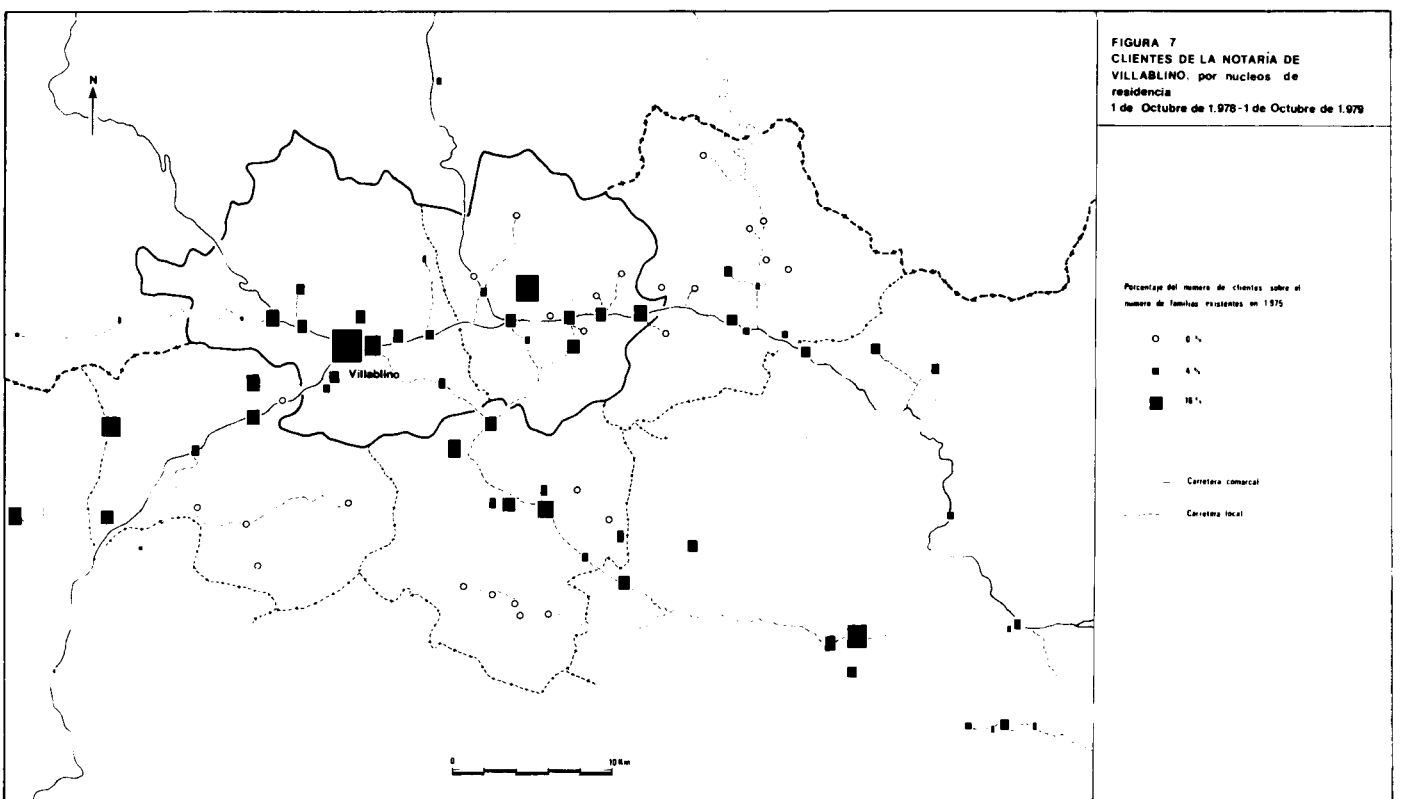 FIGURA 7
CLIENTES DE LA NOTARÍA DE
VILLABLINO. por nucleos de
residencia
1 de Octubre de 1.978-1 de Octubre de 1.979
N
Porcentaje del numero de clientes sobre el
numero de familias existentes en 1975
0 %
4 %
16 %
Carretera comarcal
Carretera local
Villablino
0 10 Km